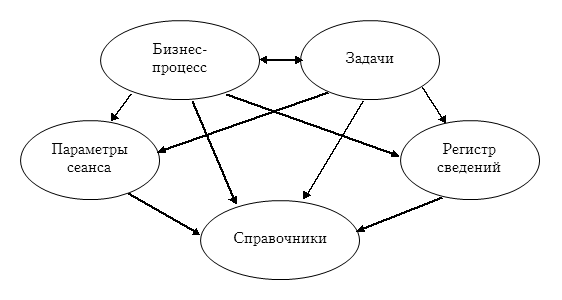 Бизнес-
процесс
Задачи
Параметры
сеанса
Регистр
сведений
Справочники